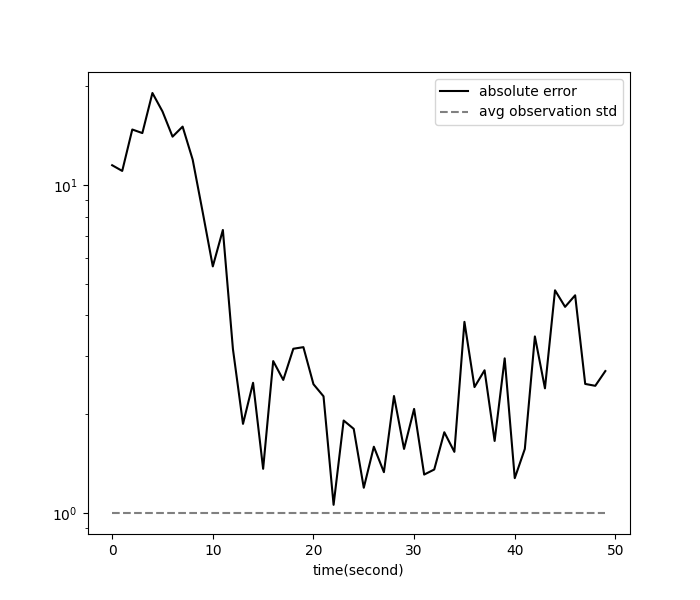 absolute error
avg observation std
10¹
10⁰
0 10 20 30 40 50
time(second)